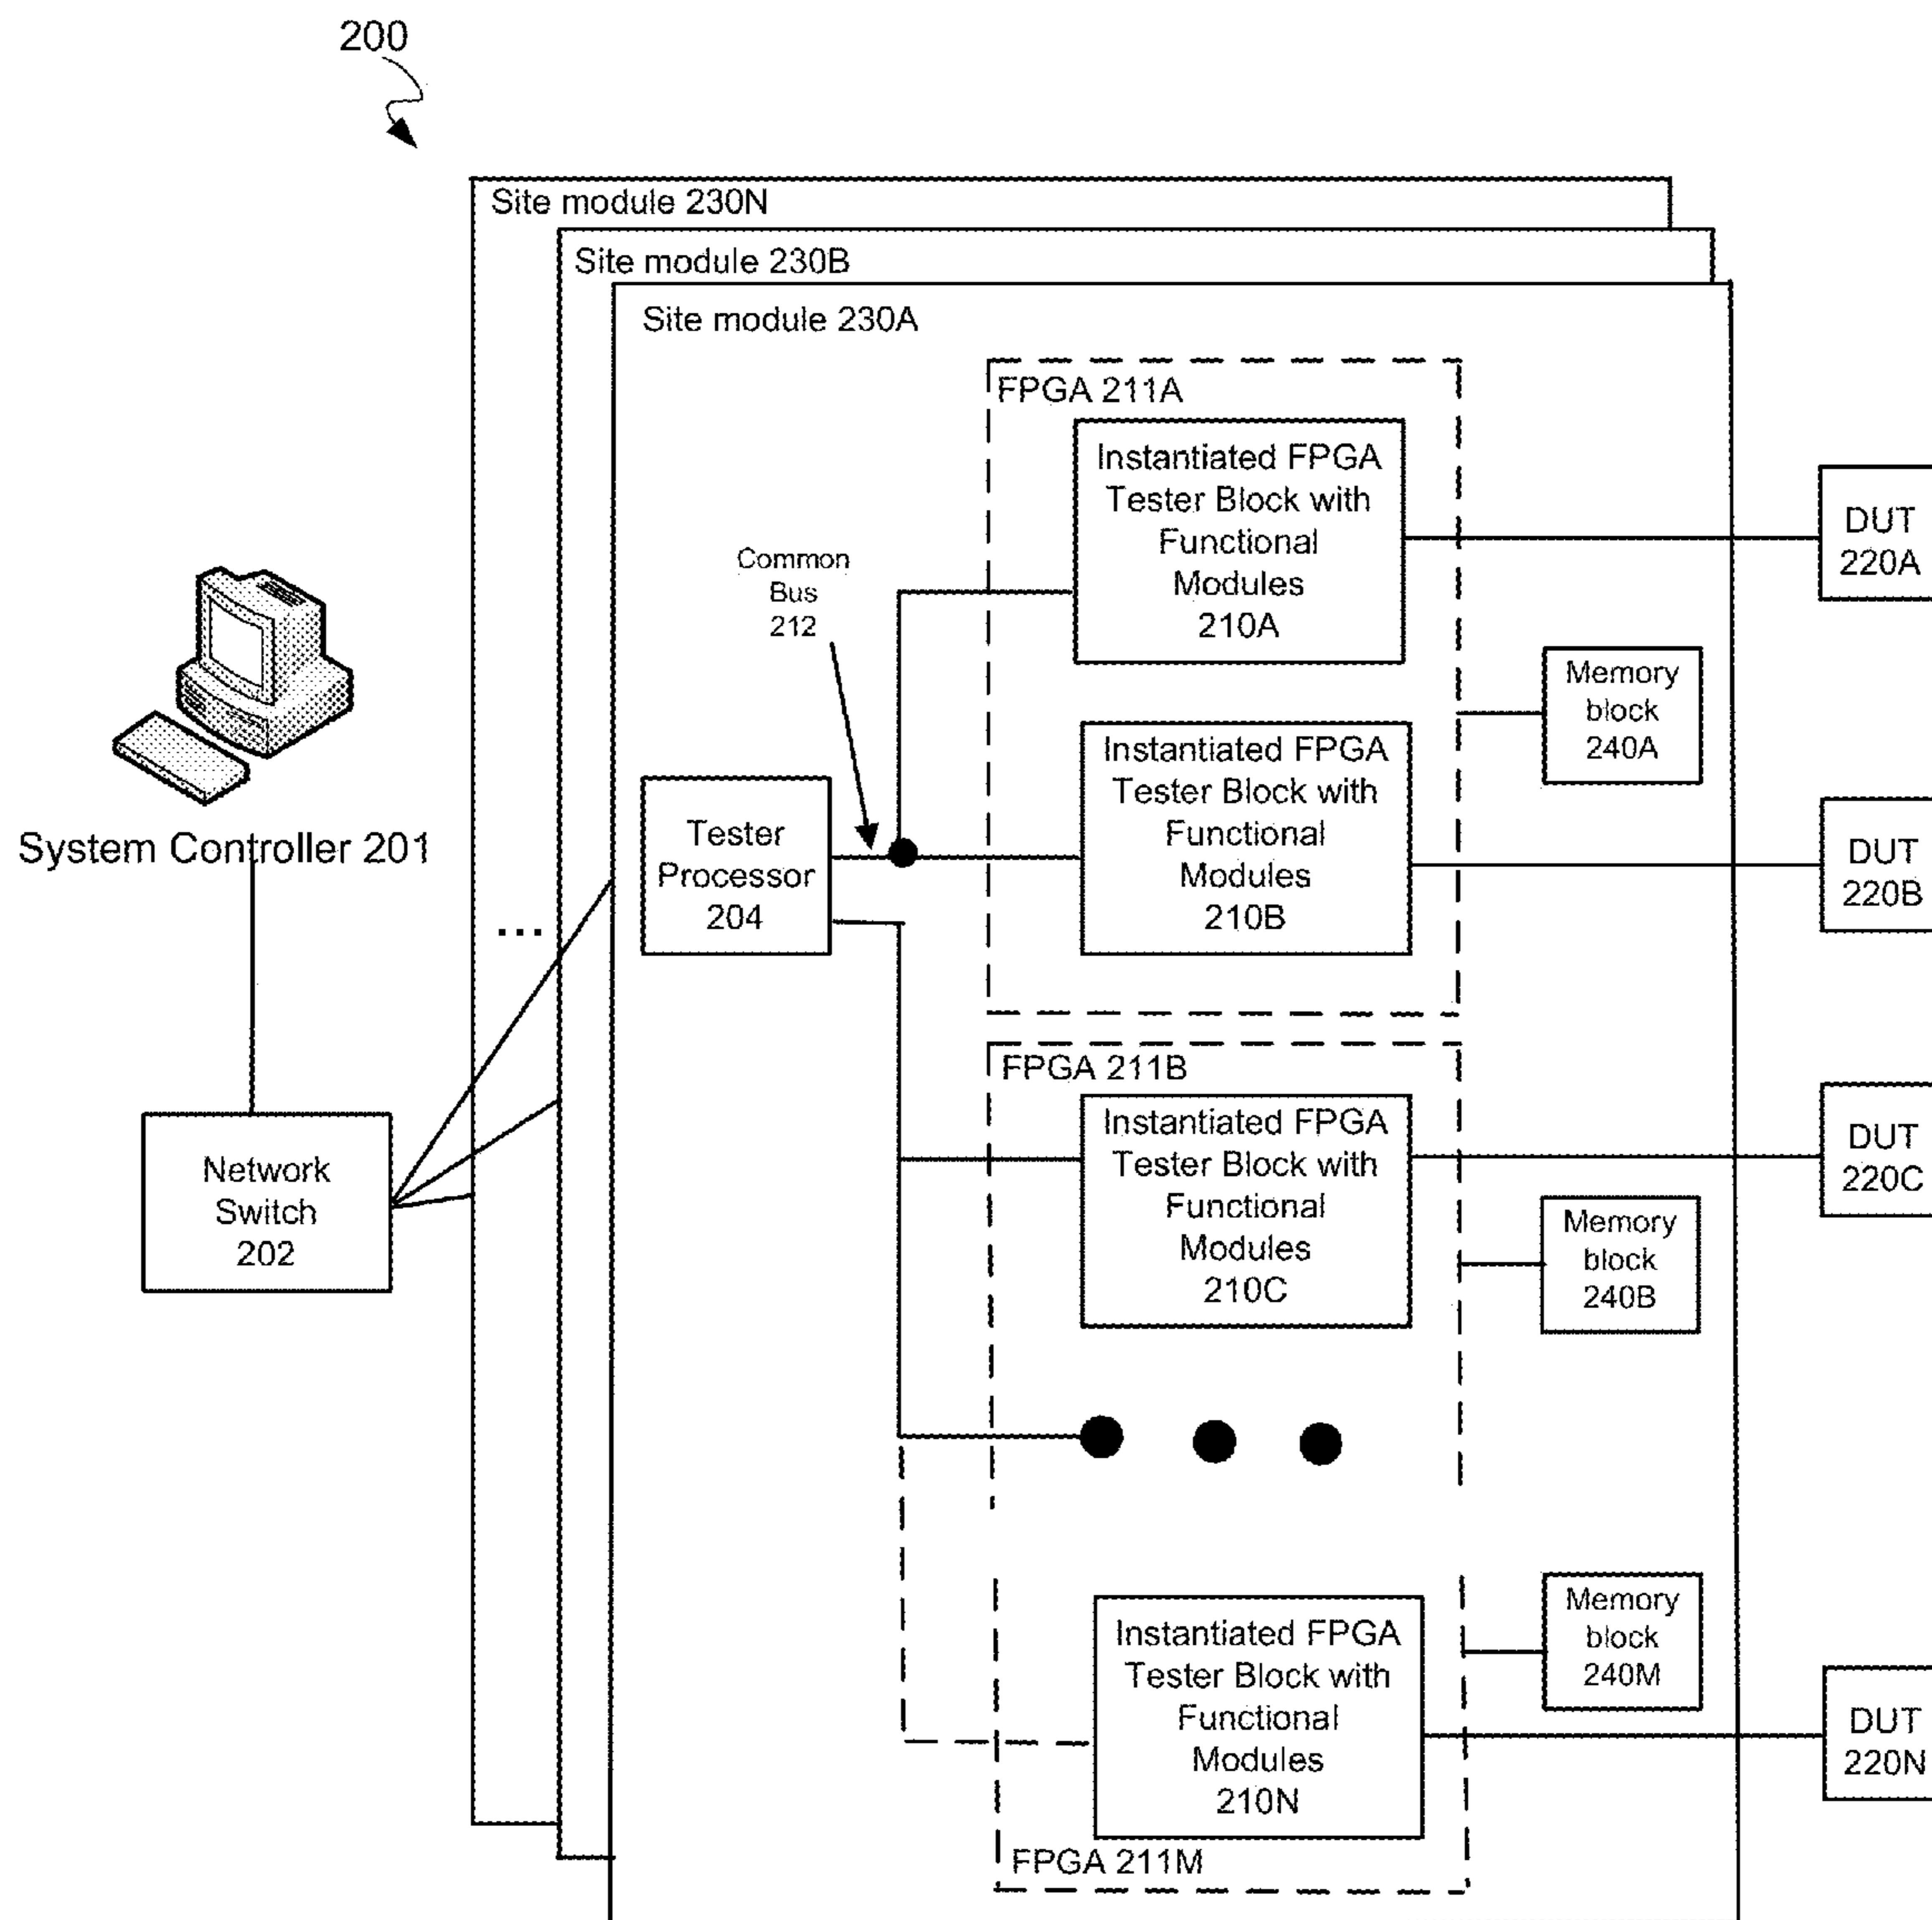 200
Site module 230N
Site module 230B
Site module 230A
FPGA 211A
Instantiated FPGA
Tester Block with
Functional
Modules
210A
DUT
220A
Common
Bus
212
Memory
block
240A
Instantiated FPGA
Tester Block with
Functional
Modules
210B
DUT
220B
Tester
Processor
204
System Controller 201
...
FPGA 211B
Instantiated FPGA
Tester Block with
Functional
Modules
210C
DUT
220C
Network
Switch
202
Memory
block
240B
Memory
block
240M
Instantiated FPGA
Tester Block with
Functional
Modules
210N
DUT
220N
FPGA 211M